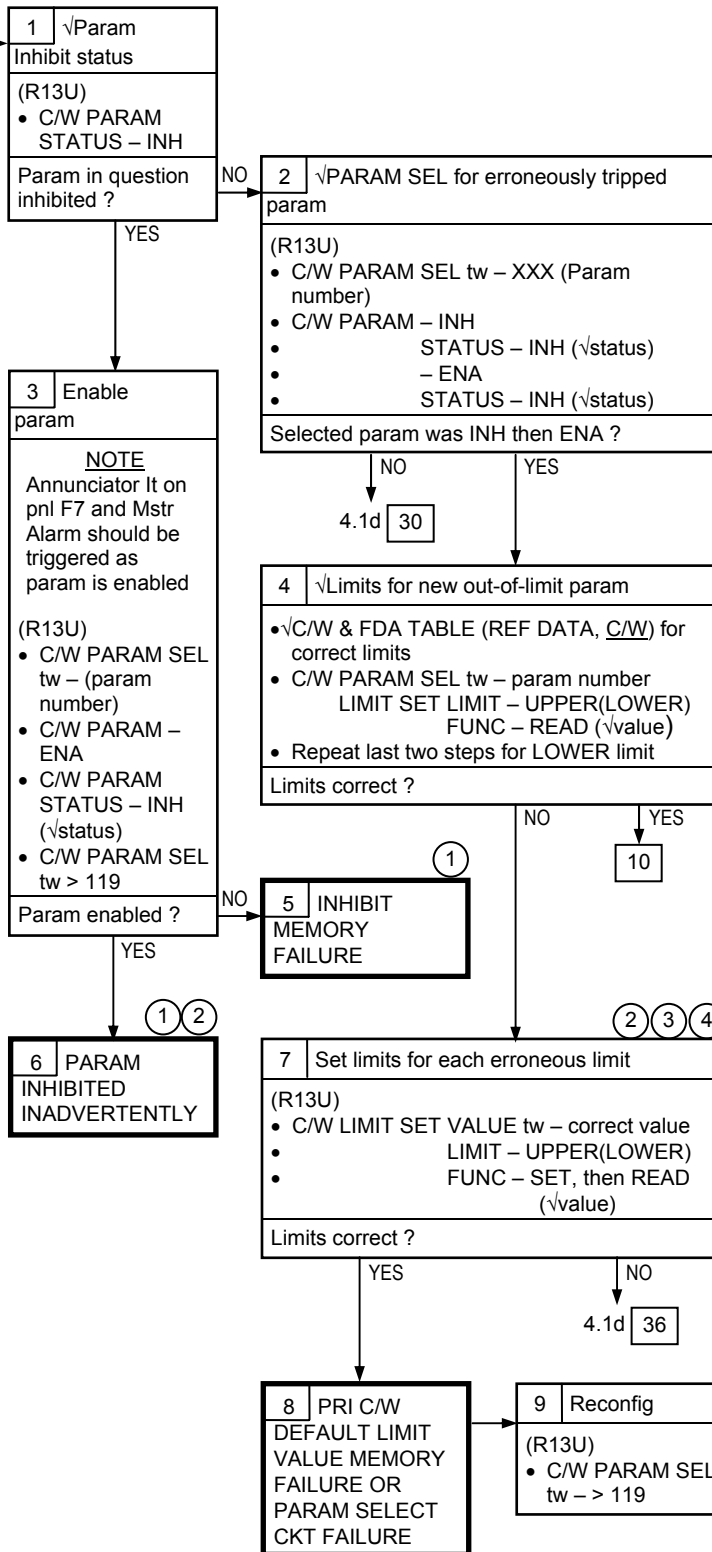 1 √Param
Inhibit status
(R13U)
• C/W PARAM
STATUS – INH
Param in question
inhibited ?
NO
YES
2 √PARAM SEL for erroneously tripped
param
(R13U)
• C/W PARAM SEL tw – XXX (Param
number)
• C/W PARAM – INH
• STATUS – INH (√status)
• – ENA
• STATUS – INH (√status)
Selected param was INH then ENA ?
NO
YES
4.1d 30
3 Enable
param
NOTE
Annunciator lt on
pnl F7 and Mstr
Alarm should be
triggered as
param is enabled
(R13U)
• C/W PARAM SEL
tw – (param
number)
• C/W PARAM –
ENA
• C/W PARAM
STATUS – INH
(√status)
• C/W PARAM SEL
tw > 119
Param enabled ?
NO
YES
4 √Limits for new out-of-limit param
•√C/W & FDA TABLE (REF DATA, C/W) for
correct limits
• C/W PARAM SEL tw – param number
LIMIT SET LIMIT – UPPER(LOWER)
FUNC – READ (√value)
• Repeat last two steps for LOWER limit
Limits correct ?
NO
YES
10
1
5 INHIBIT
MEMORY
FAILURE
1 2
6 PARAM
INHIBITED
INADVERTENTLY
2 3 4
7 Set limits for each erroneous limit
(R13U)
• C/W LIMIT SET VALUE tw – correct value
• LIMIT – UPPER(LOWER)
• FUNC – SET, then READ
(√value)
Limits correct ?
YES
NO
4.1d 36
8 PRI C/W
DEFAULT LIMIT
VALUE MEMORY
FAILURE OR
PARAM SELECT
CKT FAILURE
9 Reconfig
(R13U)
• C/W PARAM SEL
tw – > 119